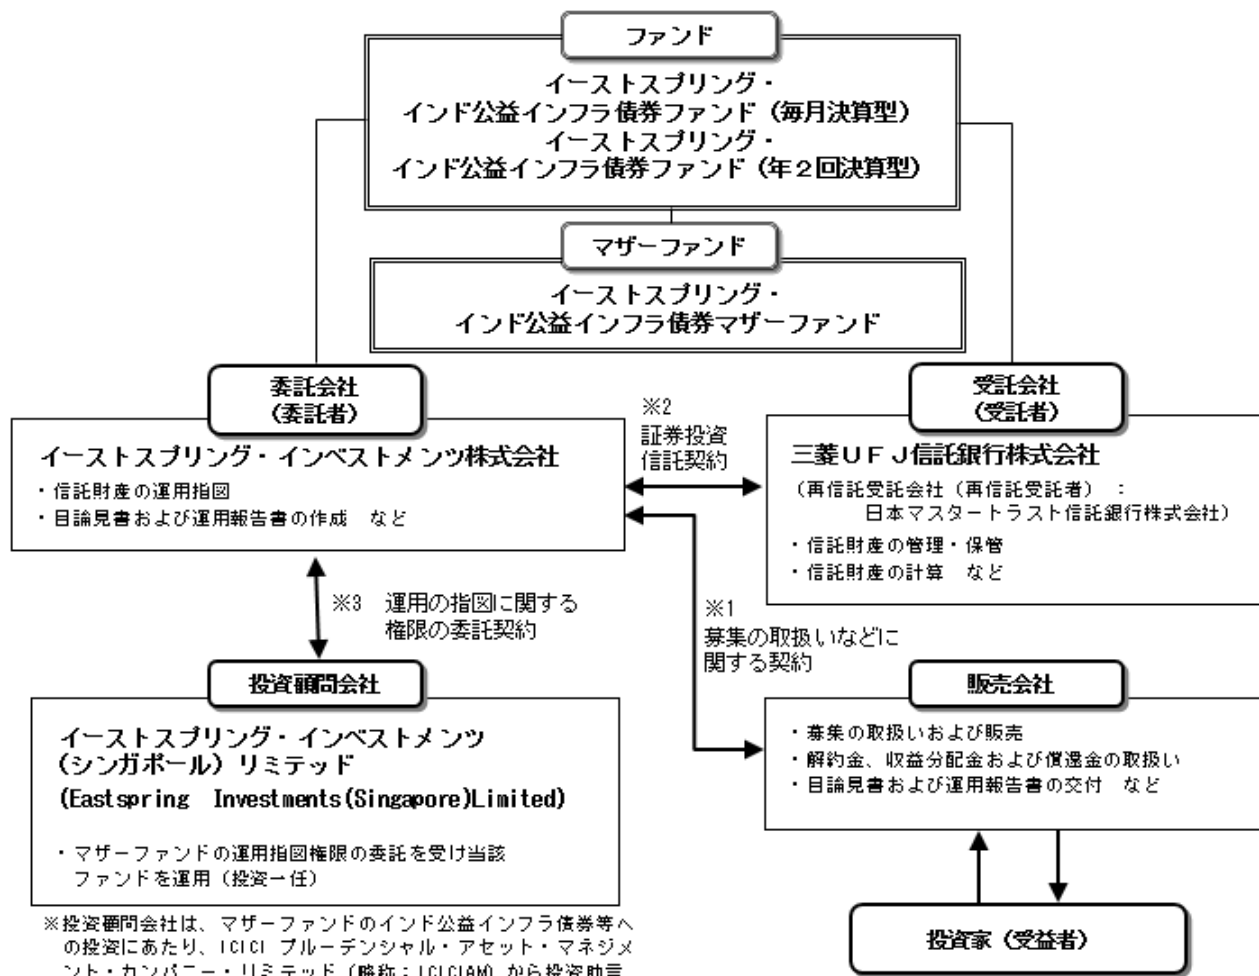 ファンド
イーストスプリング・
インド公益インフラ債券ファンド（毎月決算型）
イーストスプリング・
インド公益インフラ債券ファンド（年２回決算型）
マザーファンド
イーストスプリング・
インド公益インフラ債券マザーファンド
委託会社
（委託者）
イーストスプリング・インベストメンツ株式会社
・信託財産の運用指図
・目論見書および運用報告書の作成　など
※2
証券投資
信託契約
受託会社
（受託者）
三菱ＵＦＪ信託銀行株式会社
（再信託受託会社（再信託受託者）：
日本マスタートラスト信託銀行株式会社）
・信託財産の管理・保管
・信託財産の計算　など
※3　運用の指図に関する
権限の委託契約
※1
募集の取扱いなどに
関する契約
投資顧問会社
イーストスプリング・インベストメンツ
（シンガポール）リミテッド
(Eastspring Investments(Singapore)Limited)
・マザーファンドの運用指図権限の委託を受け当該
ファンドを運用（投資一任）
販売会社
・募集の取扱いおよび販売
・解約金、収益分配金および償還金の取扱い
・目論見書および運用報告書の交付　など
投資家（受益者）
※投資顧問会社は、マザーファンドのインド公益インフラ債券等へ
の投資にあたり、ICICI プルーデンシャル・アセット・マネジメ
ント・カンパニー・リミテッド（略称：ICICIAM）から投資助言